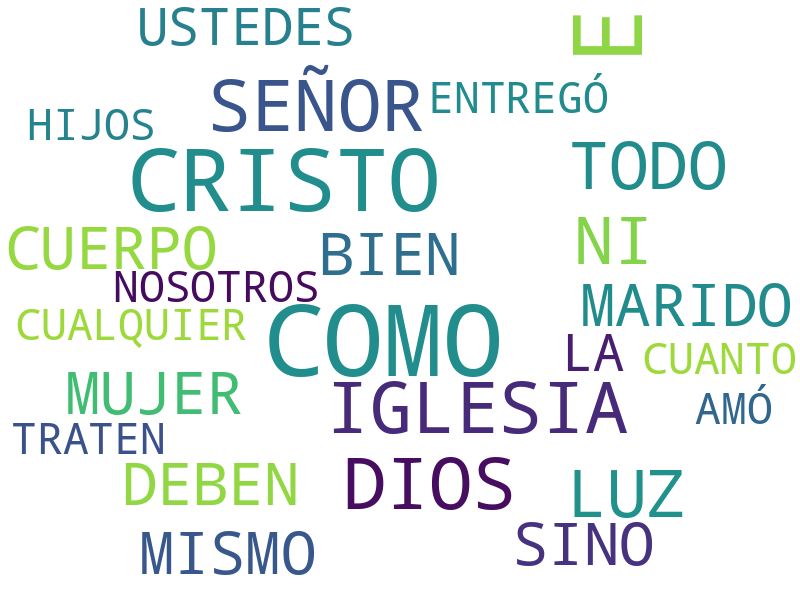 USTEDES
E
SEÑOR
ENTREGÓ
HIJOS
CRISTO
TODO
CUERPO
BIEN
NI
NOSOTROS
MARIDO
CUALQUIER
COMO
LA
CUANTO
MUJER
IGLESIA
AMÓ
TRATEN
DEBEN
DIOS
LUZ
MISMO
SINO